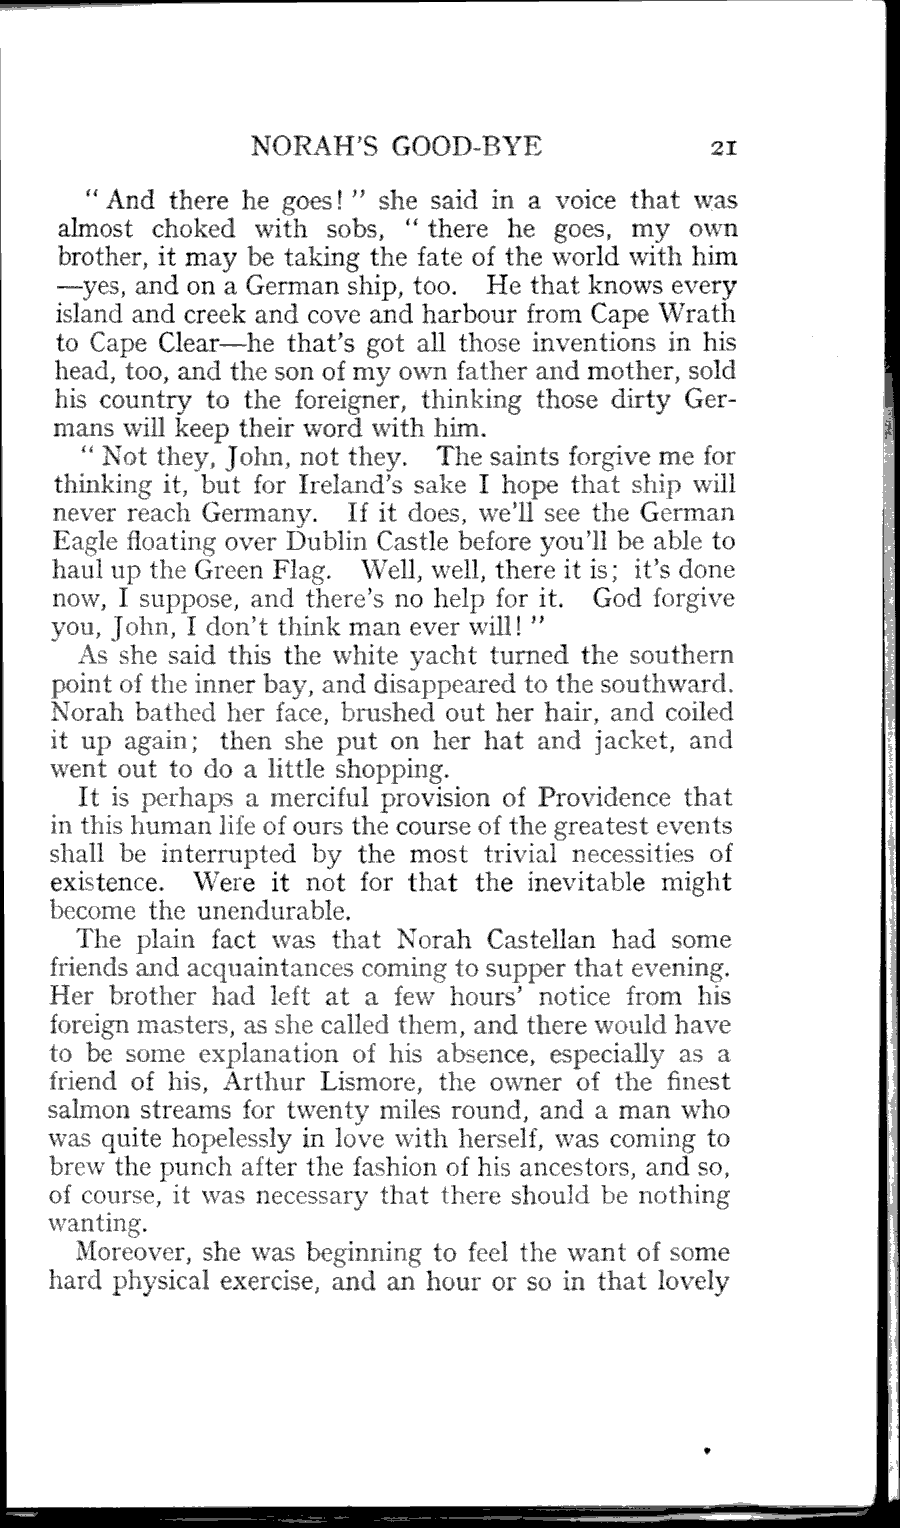 NORAH'S GOOD-BYE 21
" And there he goes! " she said in a voice that was
almost choked with sobs, " there he goes, my own
brother, it may be taking the fate of the world with him
—yes, and on a German ship, too. He that knows every
island and creek and cove and harbour from Cape Wrath
to Cape Clear—he that's got all those inventions in his
head, too, and the son of my own father and mother, sold
his country to the foreigner, thinking those dirty Ger-
mans will keep their word with him.
" Not they, John, not they. The saints forgive me for
thinking it, but for Ireland's sake I hope that ship will
never reach Germany. If it does, we'll see the German
Eagle floating over Dublin Castle before you'll be able to
haul up the Green Flag. Well, well, there it is; it's done
now, I suppose, and there's no help for it. God forgive
you, John, I don't think man ever will! "
As she said this the white yacht turned the southern
point of the inner bay, and disappeared to the southward.
Norah bathed her face, brushed out her hair, and coiled
it up again; then she put on her hat and jacket, and
went out to do a little shopping.
It is perhaps a merciful provision of Providence that
in this human life of ours the course of the greatest events
shall be interrupted by the most trivial necessities of
existence. Were it not for that the inevitable might
become the unendurable.
The plain fact was that Norah Castellan had some
friends and acquaintances coming to supper that evening.
Her brother had left at a few hours' notice from his
foreign masters, as she called them, and there would have
to be some explanation of his absence, especially as a
friend of his, Arthur Lismore, the owner of the finest
salmon streams for twenty miles round, and a man who
was quite hopelessly in love with herself, was coming to
brew the punch after the fashion of his ancestors, and so,
of course, it was necessary that there should be nothing
wanting.
Moreover, she was beginning to feel the want of some
hard physical exercise, and an hour or so in that lovely